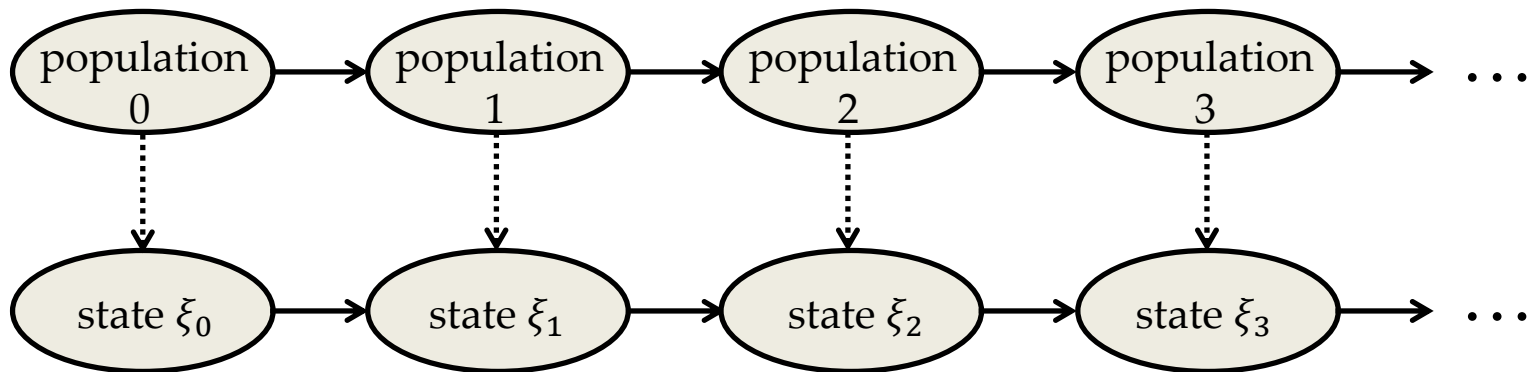 population
0
population
1
population
2
population
3
...
state ξ₀
state ξ₁
state ξ₂
state ξ₃
...